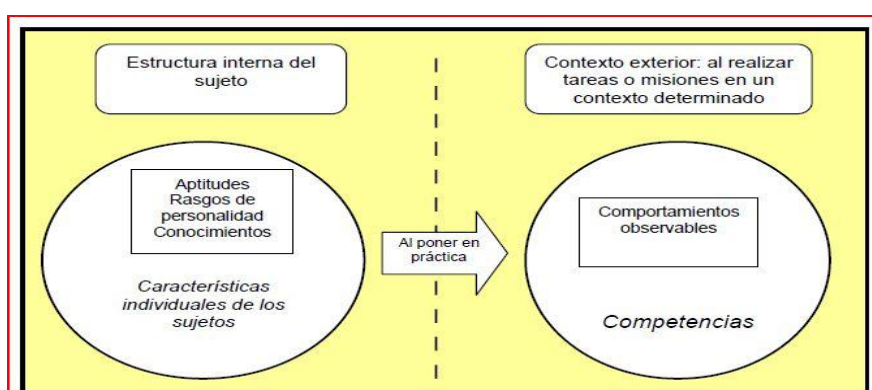 Estructura interna del
sujeto
Contexto exterior: al realizar
tareas o misiones en un
contexto determinado
Aptitudes
Rasgos de
personalidad
Conocimientos
Características
individuales de los
sujetos
Al poner en
práctica
Comportamientos
observables
Competencias